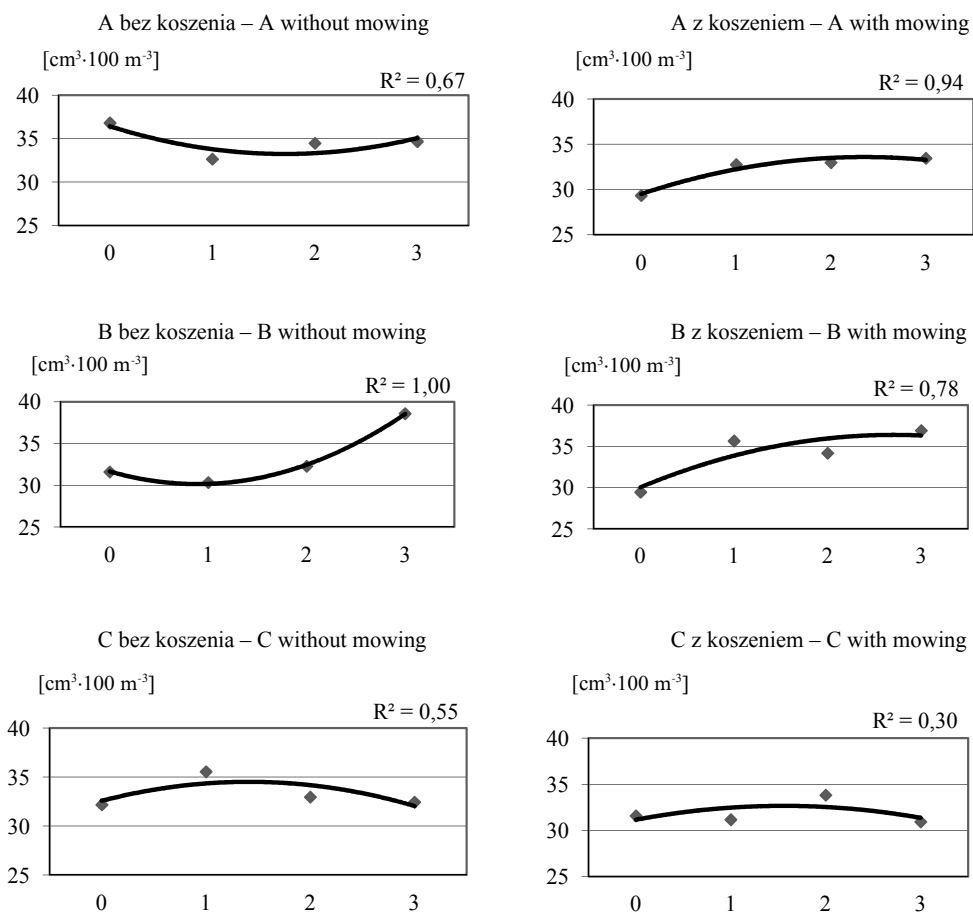 A bez koszenia – A without mowing
[cm³·100 m⁻³]
R² = 0,67
40
35
30
25
0 1 2 3
A z koszeniem – A with mowing
[cm³·100 m⁻³]
R² = 0,94
40
35
30
25
0 1 2 3
B bez koszenia – B without mowing
[cm³·100 m⁻³]
R² = 1,00
40
35
30
25
0 1 2 3
B z koszeniem – B with mowing
[cm³·100 m⁻³]
R² = 0,78
40
35
30
25
0 1 2 3
C bez koszenia – C without mowing
[cm³·100 m⁻³]
R² = 0,55
40
35
30
25
0 1 2 3
C z koszeniem – C with mowing
[cm³·100 m⁻³]
R² = 0,30
40
35
30
25
0 1 2 3